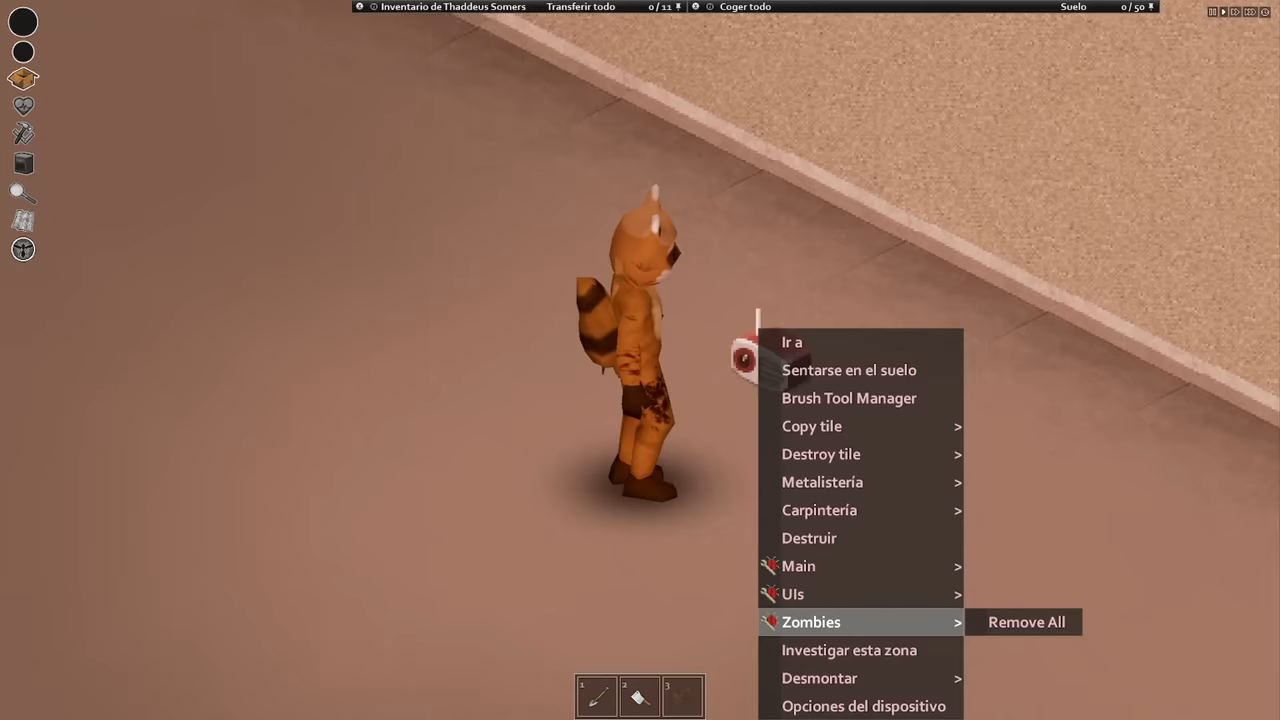 Inventario de Thaddeus Somers Transferir todo 0 / 11 Coger todo Suelo 0 / 50
Ir a
Sentarse en el suelo
Brush Tool Manager
Copy tile >
Destroy tile >
Metalistería >
Carpintería >
Destruir
Main >
UIs >
Zombies > Remove All
Investigar esta zona
Desmontar >
Opciones del dispositivo
1 2 3